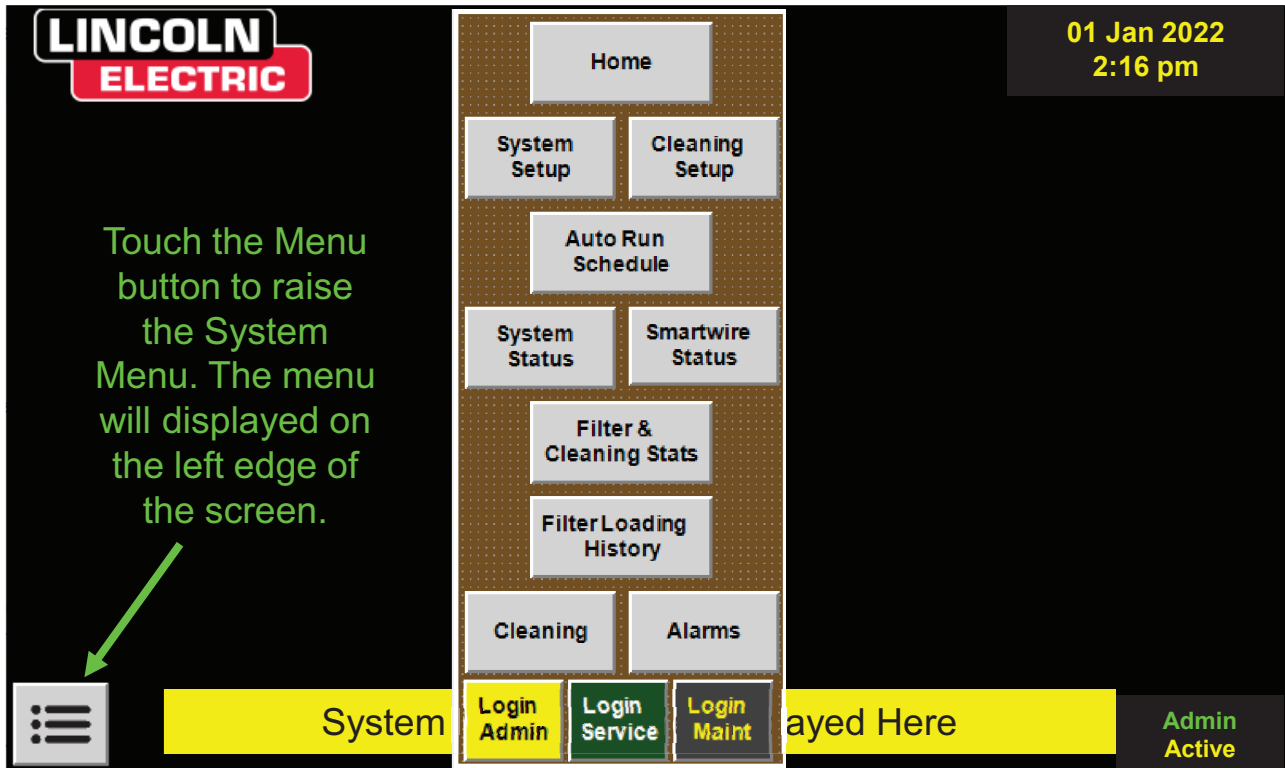 LINCOLN
ELECTRIC
01 Jan 2022
2:16 pm
Touch the Menu
button to raise
the System
Menu. The menu
will displayed on
the left edge of
the screen.
Home
System
Setup
Cleaning
Setup
Auto Run
Schedule
System
Status
Smartwire
Status
Filter &
Cleaning Stats
Filter Loading
History
Cleaning
Alarms
Login
Admin
Login
Service
Login
Maint
System
ayed Here
Admin
Active